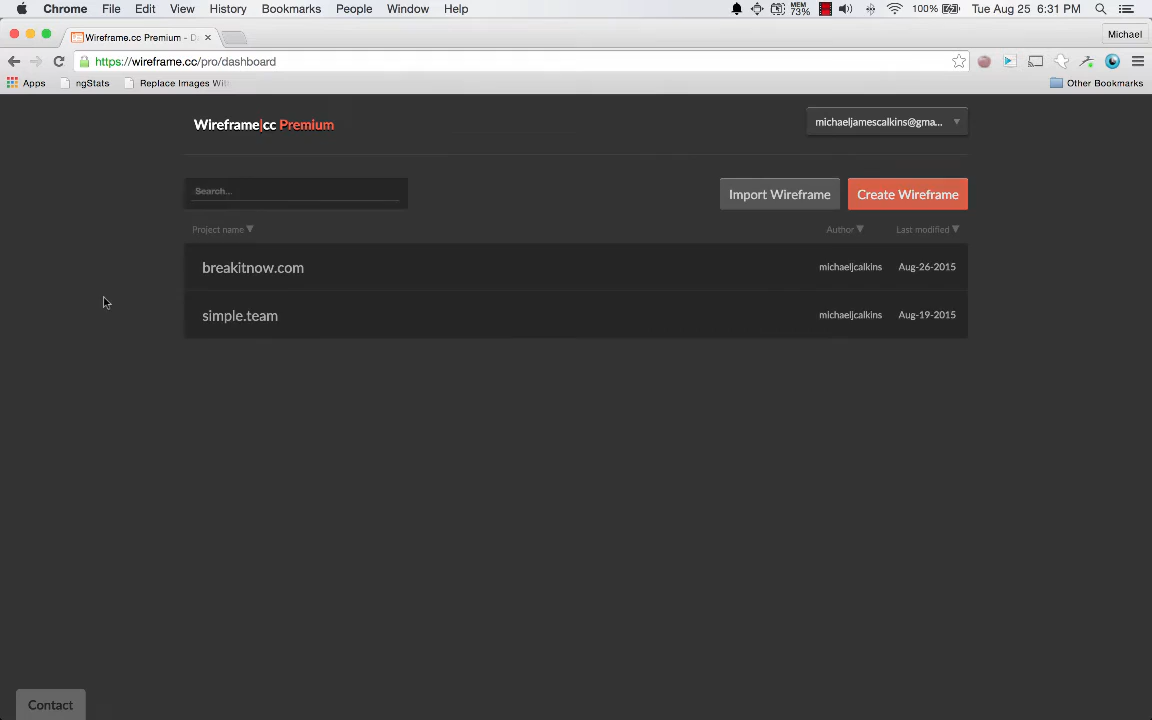 Chrome File Edit View History Bookmarks People Window Help MEM 73% 100% Tue Aug 25 6:31 PM
Wireframe.cc Premium - D
Michael
https://wireframe.cc/pro/dashboard
Apps ngStats Replace Images Wit Other Bookmarks
Wireframe|cc Premium
michaeljamescalkins@gma...
Search...
Import Wireframe
Create Wireframe
Project name Author Last modified
breakitnow.com michaeljcalkins Aug-26-2015
simple.team michaeljcalkins Aug-19-2015
Contact